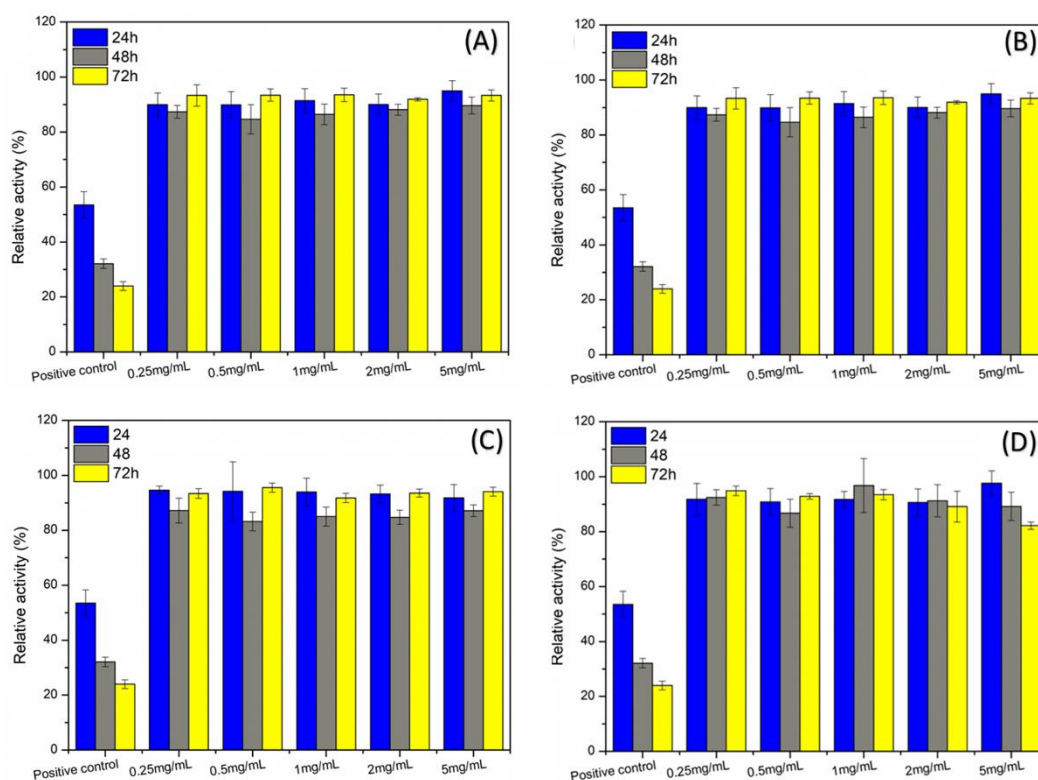 (A)
24h
48h
72h
Relative activty (%)
120
100
80
60
40
20
0
Positive control 0.25mg/mL 0.5mg/mL 1mg/mL 2mg/mL 5mg/mL
(B)
24h
48h
72h
Relative activity (%)
120
100
80
60
40
20
0
Positive control 0.25mg/mL 0.5mg/mL 1mg/mL 2mg/mL 5mg/mL
(C)
24
48
72h
Relative activity (%)
120
100
80
60
40
20
0
Positive control 0.25mg/mL 0.5mg/mL 1mg/mL 2mg/mL 5mg/mL
(D)
24
48
72h
Relative activity (%)
120
100
80
60
40
20
0
Positive control 0.25mg/mL 0.5mg/mL 1mg/mL 2mg/mL 5mg/mL